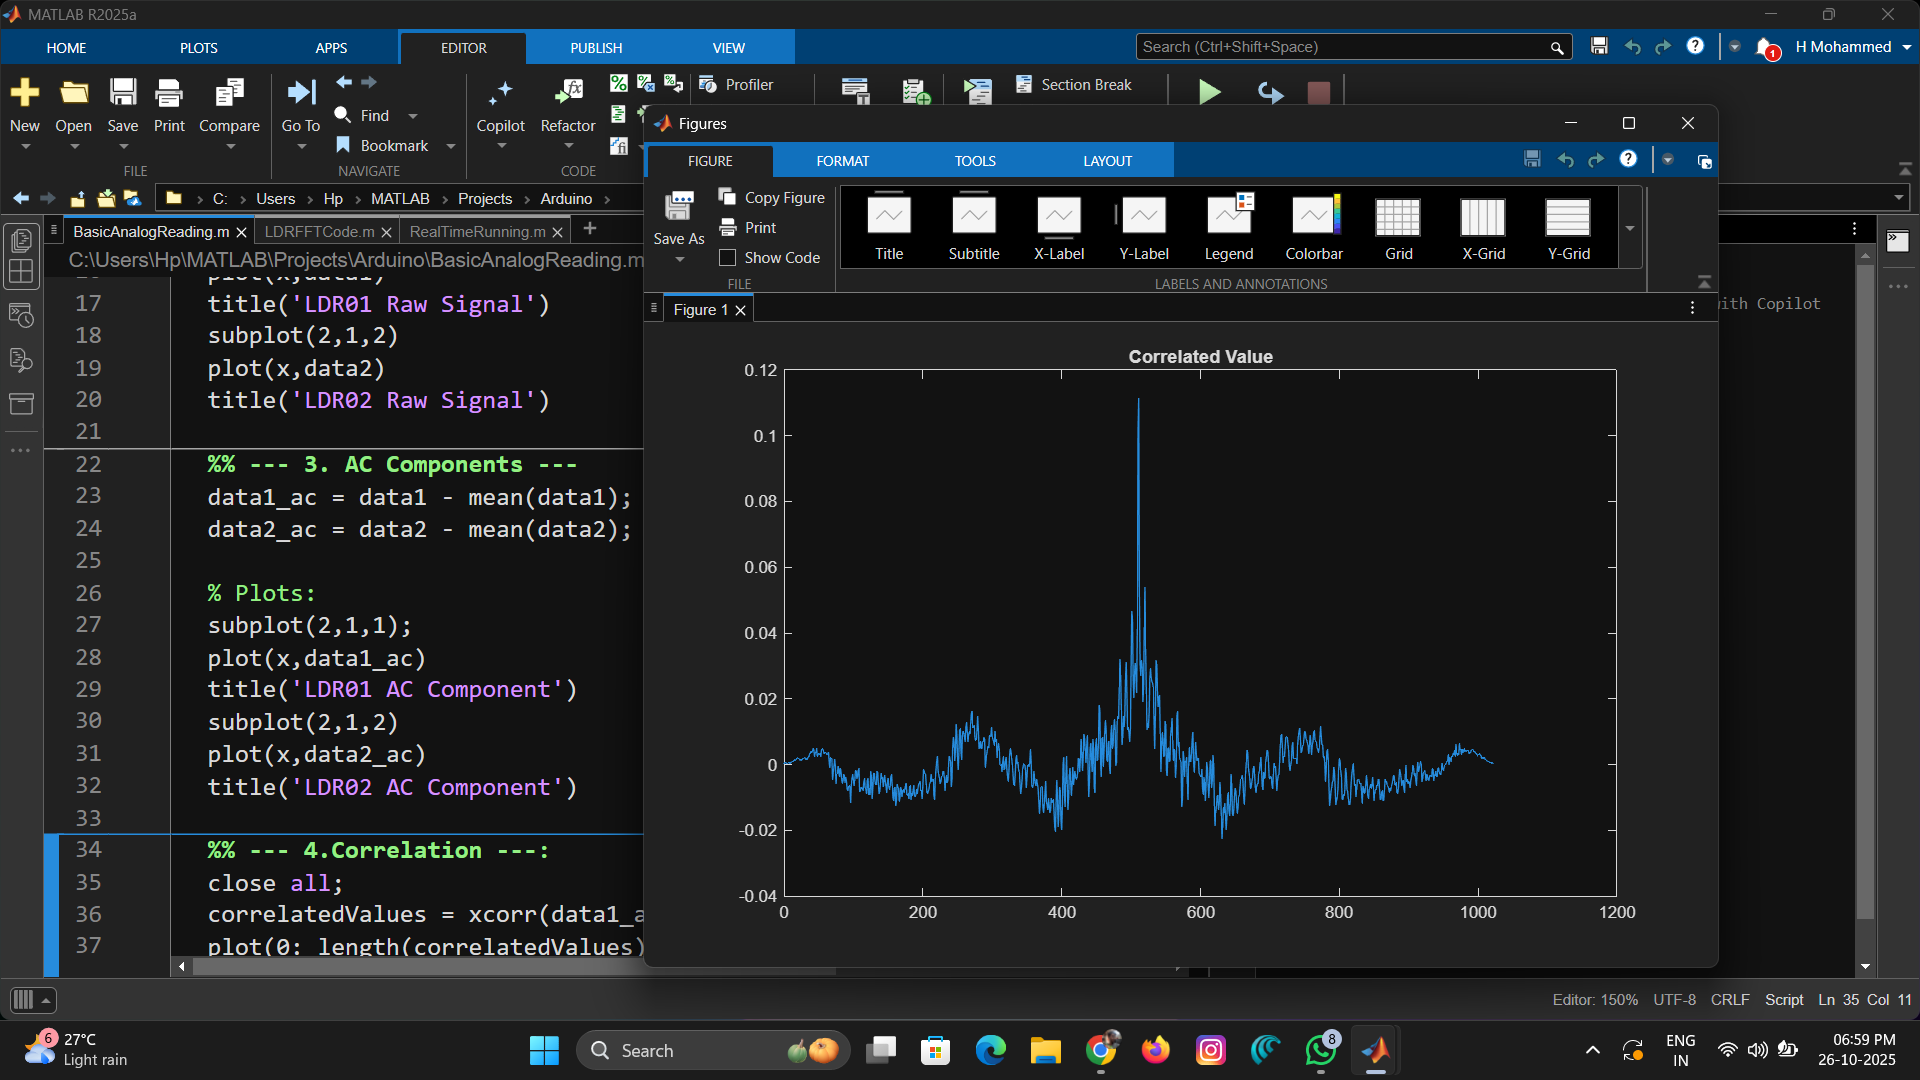 MATLAB R2025a
HOME PLOTS APPS EDITOR PUBLISH VIEW
Search (Ctrl+Shift+Space)
1
H Mohammed
New Open Save Print Compare
FILE
Go To
Find
Bookmark
NAVIGATE
Copilot Refactor
CODE
Profiler
Section Break
C: Users Hp MATLAB Projects Arduino
BasicAnalogReading.m LDRFFTCode.m RealTimeRunning.m
C:\Users\Hp\MATLAB\Projects\Arduino\BasicAnalogReading.m
plot(x,data1)
17 title('LDR01 Raw Signal')
18 subplot(2,1,2)
19 plot(x,data2)
20 title('LDR02 Raw Signal')
21
22 %% --- 3. AC Components ---
23 data1_ac = data1 - mean(data1);
24 data2_ac = data2 - mean(data2);
25
26 % Plots:
27 subplot(2,1,1);
28 plot(x,data1_ac)
29 title('LDR01 AC Component')
30 subplot(2,1,2)
31 plot(x,data2_ac)
32 title('LDR02 AC Component')
33
34 %% --- 4.Correlation ---:
35 close all;
36 correlatedValues = xcorr(data1_a
37 plot(0: length(correlatedValues)
with Copilot
Figures
FIGURE FORMAT TOOLS LAYOUT
Save As
Copy Figure
Print
Show Code
FILE
Title Subtitle X-Label Y-Label Legend Colorbar Grid X-Grid Y-Grid
LABELS AND ANNOTATIONS
Figure 1
Correlated Value
0.12
0.1
0.08
0.06
0.04
0.02
0
-0.02
-0.04
0 200 400 600 800 1000 1200
Editor: 150% UTF-8 CRLF Script Ln 35 Col 11
6
27°C
Light rain
Search
8
ENG
IN
06:59 PM
26-10-2025